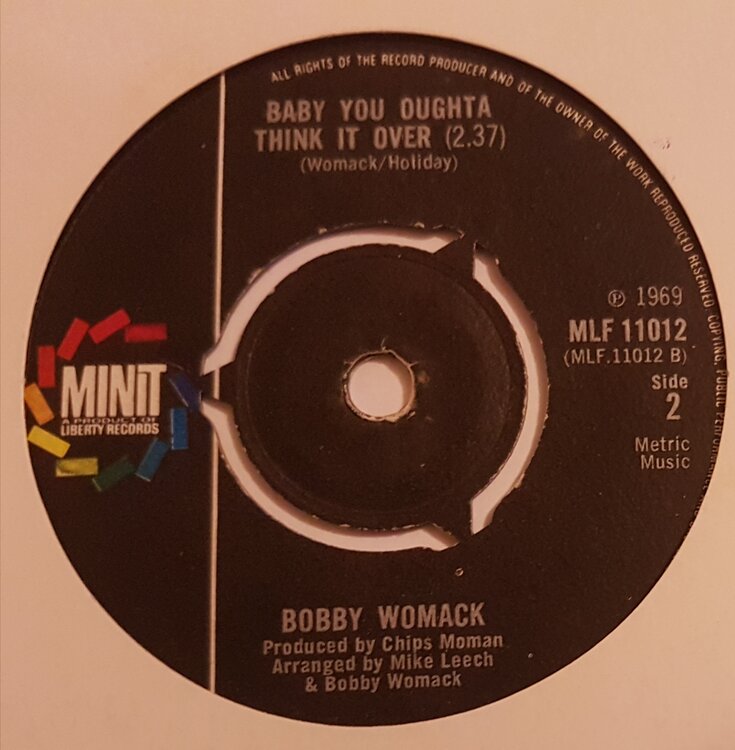 ALL RIGHTS OF THE RECORD PRODUCER AND OF THE OWNER OF THE WORK REPRODUCED RESERVED. COPYING, PUBLIC
BABY YOU OUGHTA
THINK IT OVER (2.37)
(Womack/Holiday)
℗ 1969
MLF 11012
(MLF.11012 B)
Side
2
Metric
Music
MINIT
A PRODUCT OF
LIBERTY RECORDS
BOBBY WOMACK
Produced by Chips Moman
Arranged by Mike Leech
& Bobby Womack